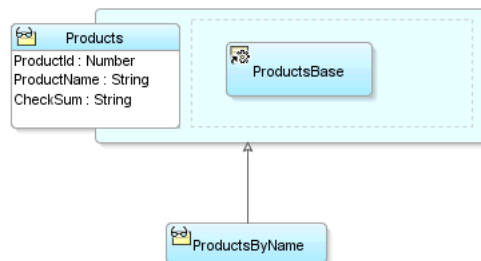 Products
ProductId : Number
ProductName : String
CheckSum : String
ProductsBase
ProductsByName